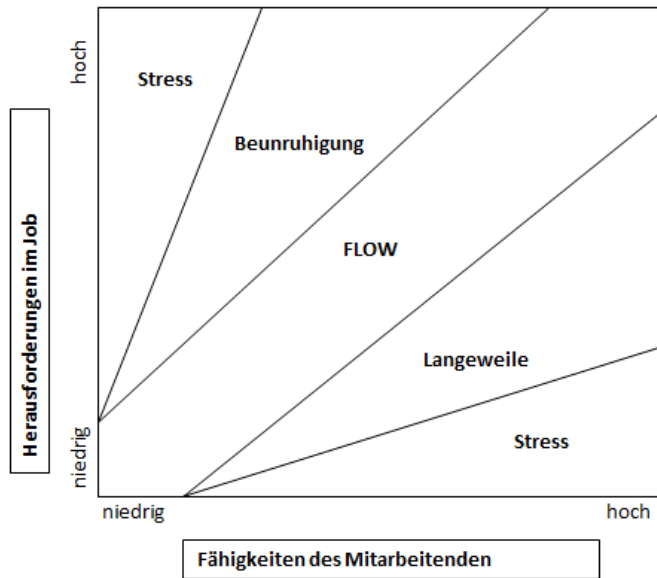 hoch
Stress
Beunruhigung
FLOW
Langeweile
Stress
Herausforderungen im Job
niedrig
niedrig
hoch
Fähigkeiten des Mitarbeitenden